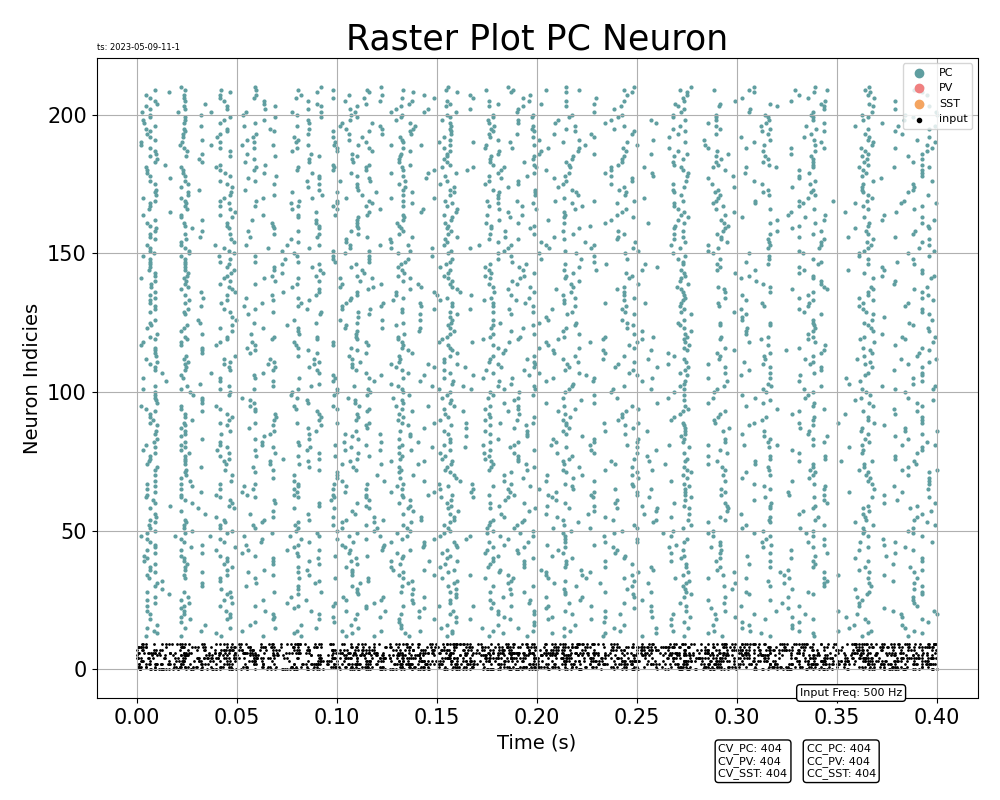 Raster Plot PC Neuron
ts: 2023-05-09-11-1
PC
PV
SST
input
Neuron Indicies
200
150
100
50
0
0.00 0.05 0.10 0.15 0.20 0.25 0.30 0.35 0.40
Time (s)
Input Freq: 500 Hz
CV_PC: 404
CV_PV: 404
CV_SST: 404
CC_PC: 404
CC_PV: 404
CC_SST: 404